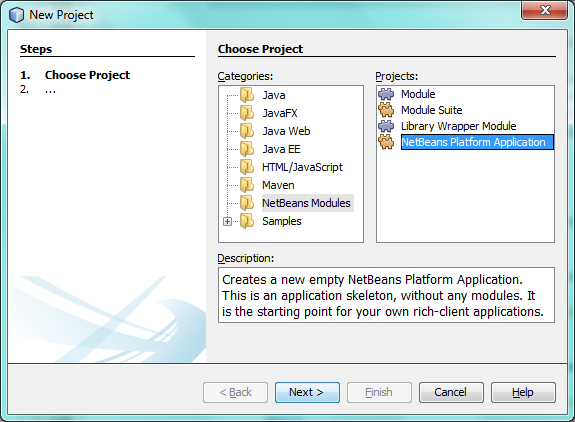 New Project
Steps
1. Choose Project
2. ...
Choose Project
Categories:
Java
JavaFX
Java Web
Java EE
HTML/JavaScript
Maven
NetBeans Modules
Samples
Projects:
Module
Module Suite
Library Wrapper Module
NetBeans Platform Application
Description:
Creates a new empty NetBeans Platform Application.
This is an application skeleton, without any modules. It
is the starting point for your own rich-client applications.
< Back
Next >
Finish
Cancel
Help